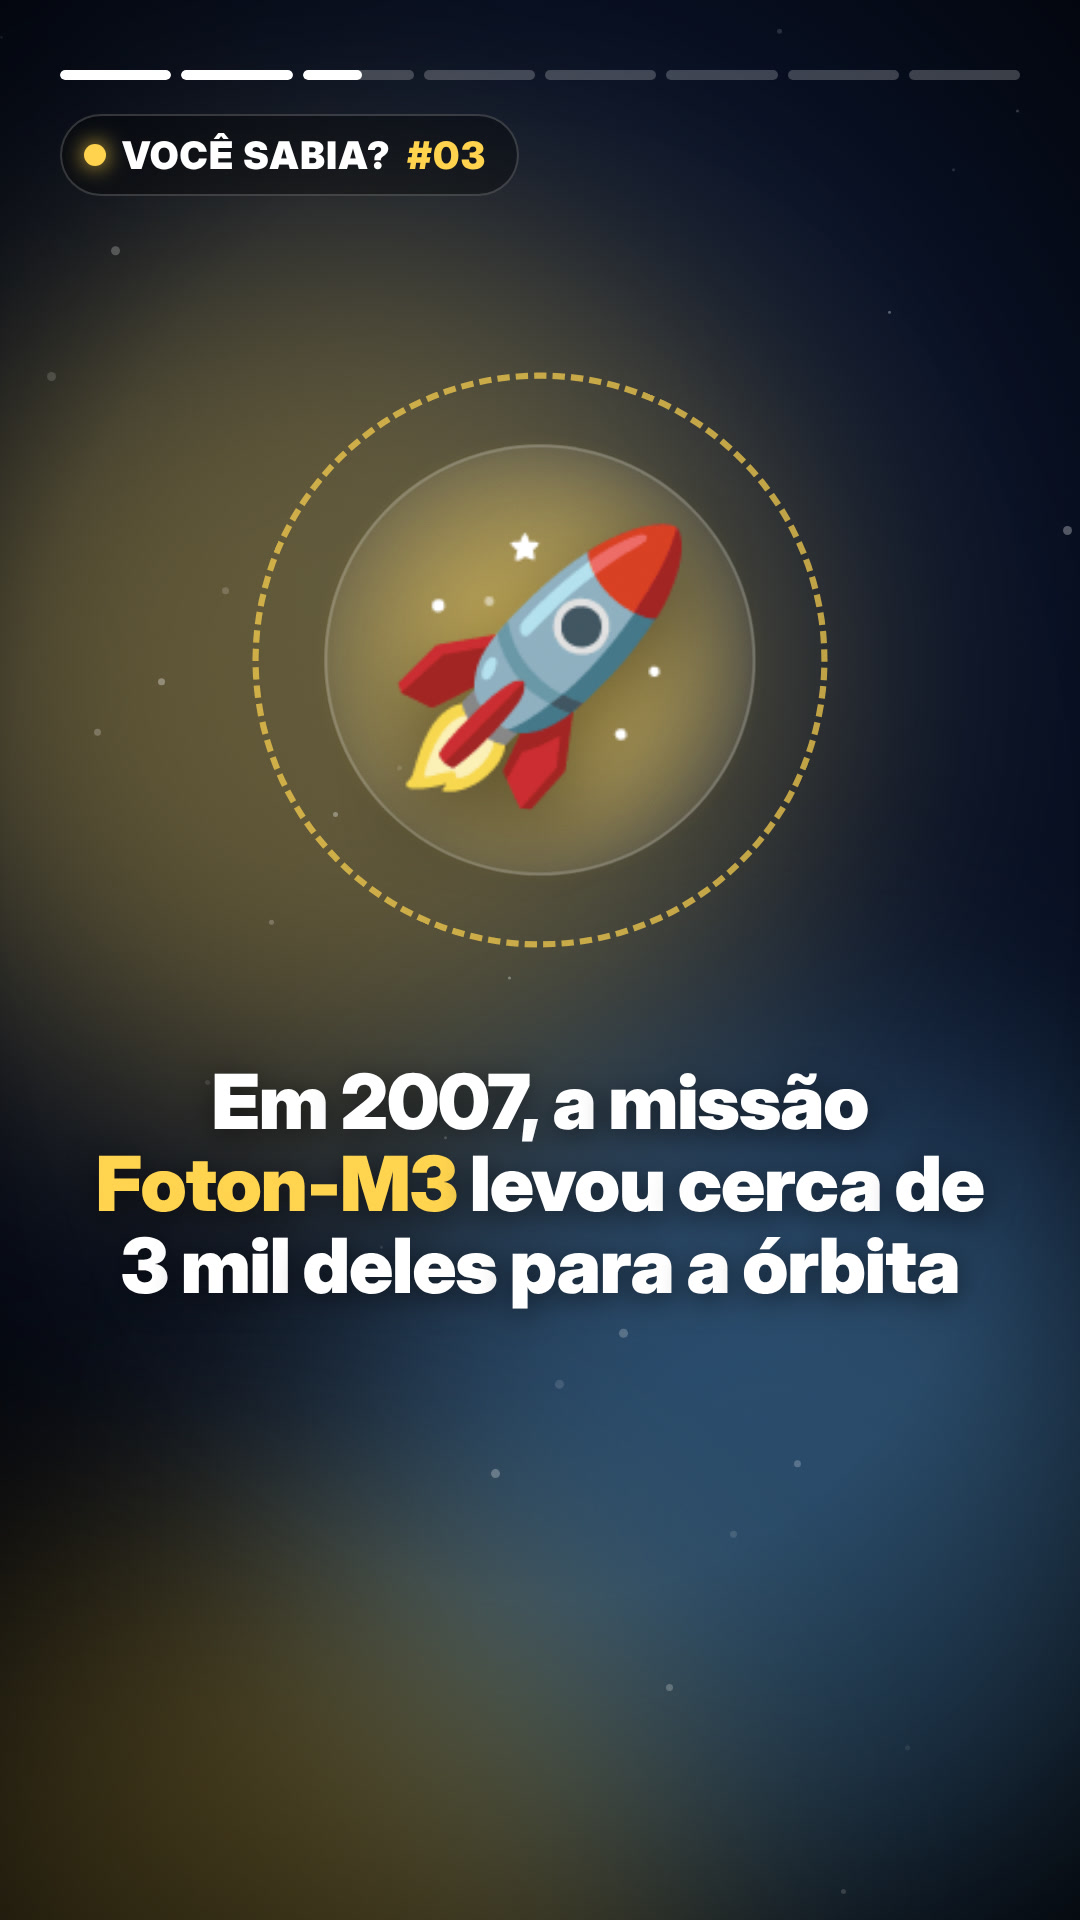 VOCÊ SABIA? #03
Em 2007, a missão
Foton-M3 levou cerca de
3 mil deles para a órbita